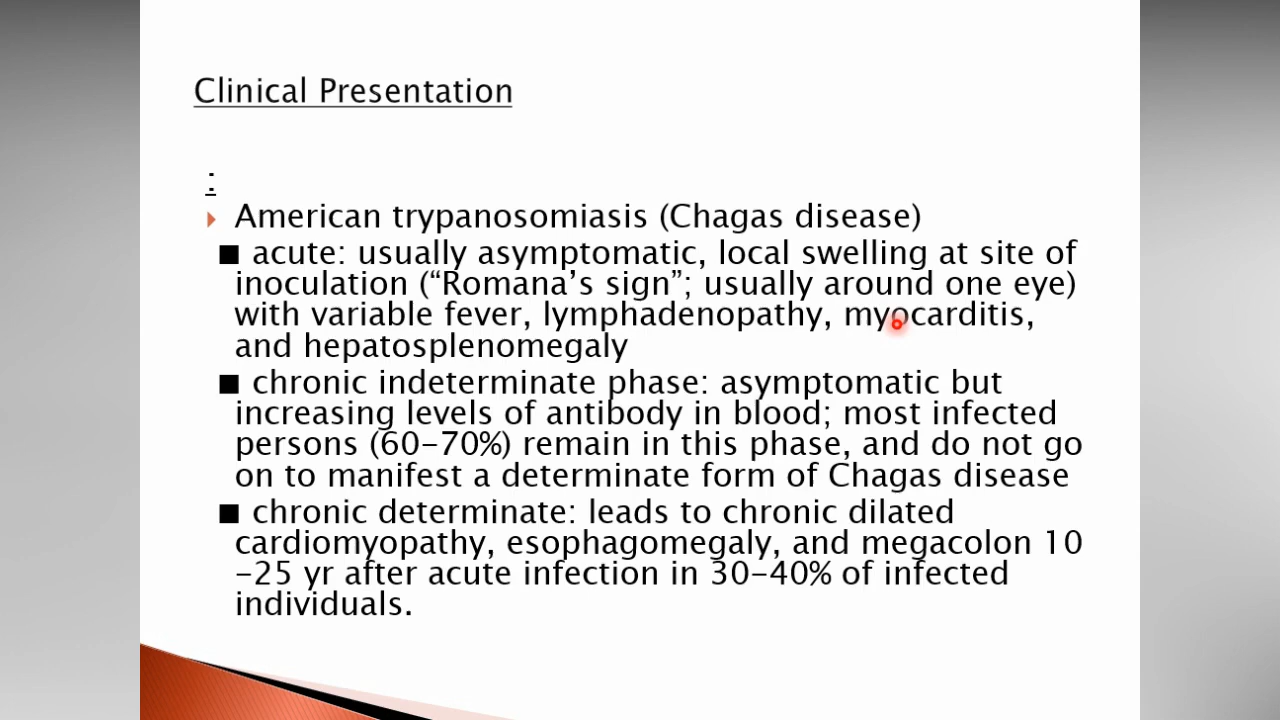 Clinical Presentation
:
American trypanosomiasis (Chagas disease)
■ acute: usually asymptomatic, local swelling at site of
inoculation (“Romana’s sign”; usually around one eye)
with variable fever, lymphadenopathy, myocarditis,
and hepatosplenomegaly
■ chronic indeterminate phase: asymptomatic but
increasing levels of antibody in blood; most infected
persons (60-70%) remain in this phase, and do not go
on to manifest a determinate form of Chagas disease
■ chronic determinate: leads to chronic dilated
cardiomyopathy, esophagomegaly, and megacolon 10
-25 yr after acute infection in 30-40% of infected
individuals.